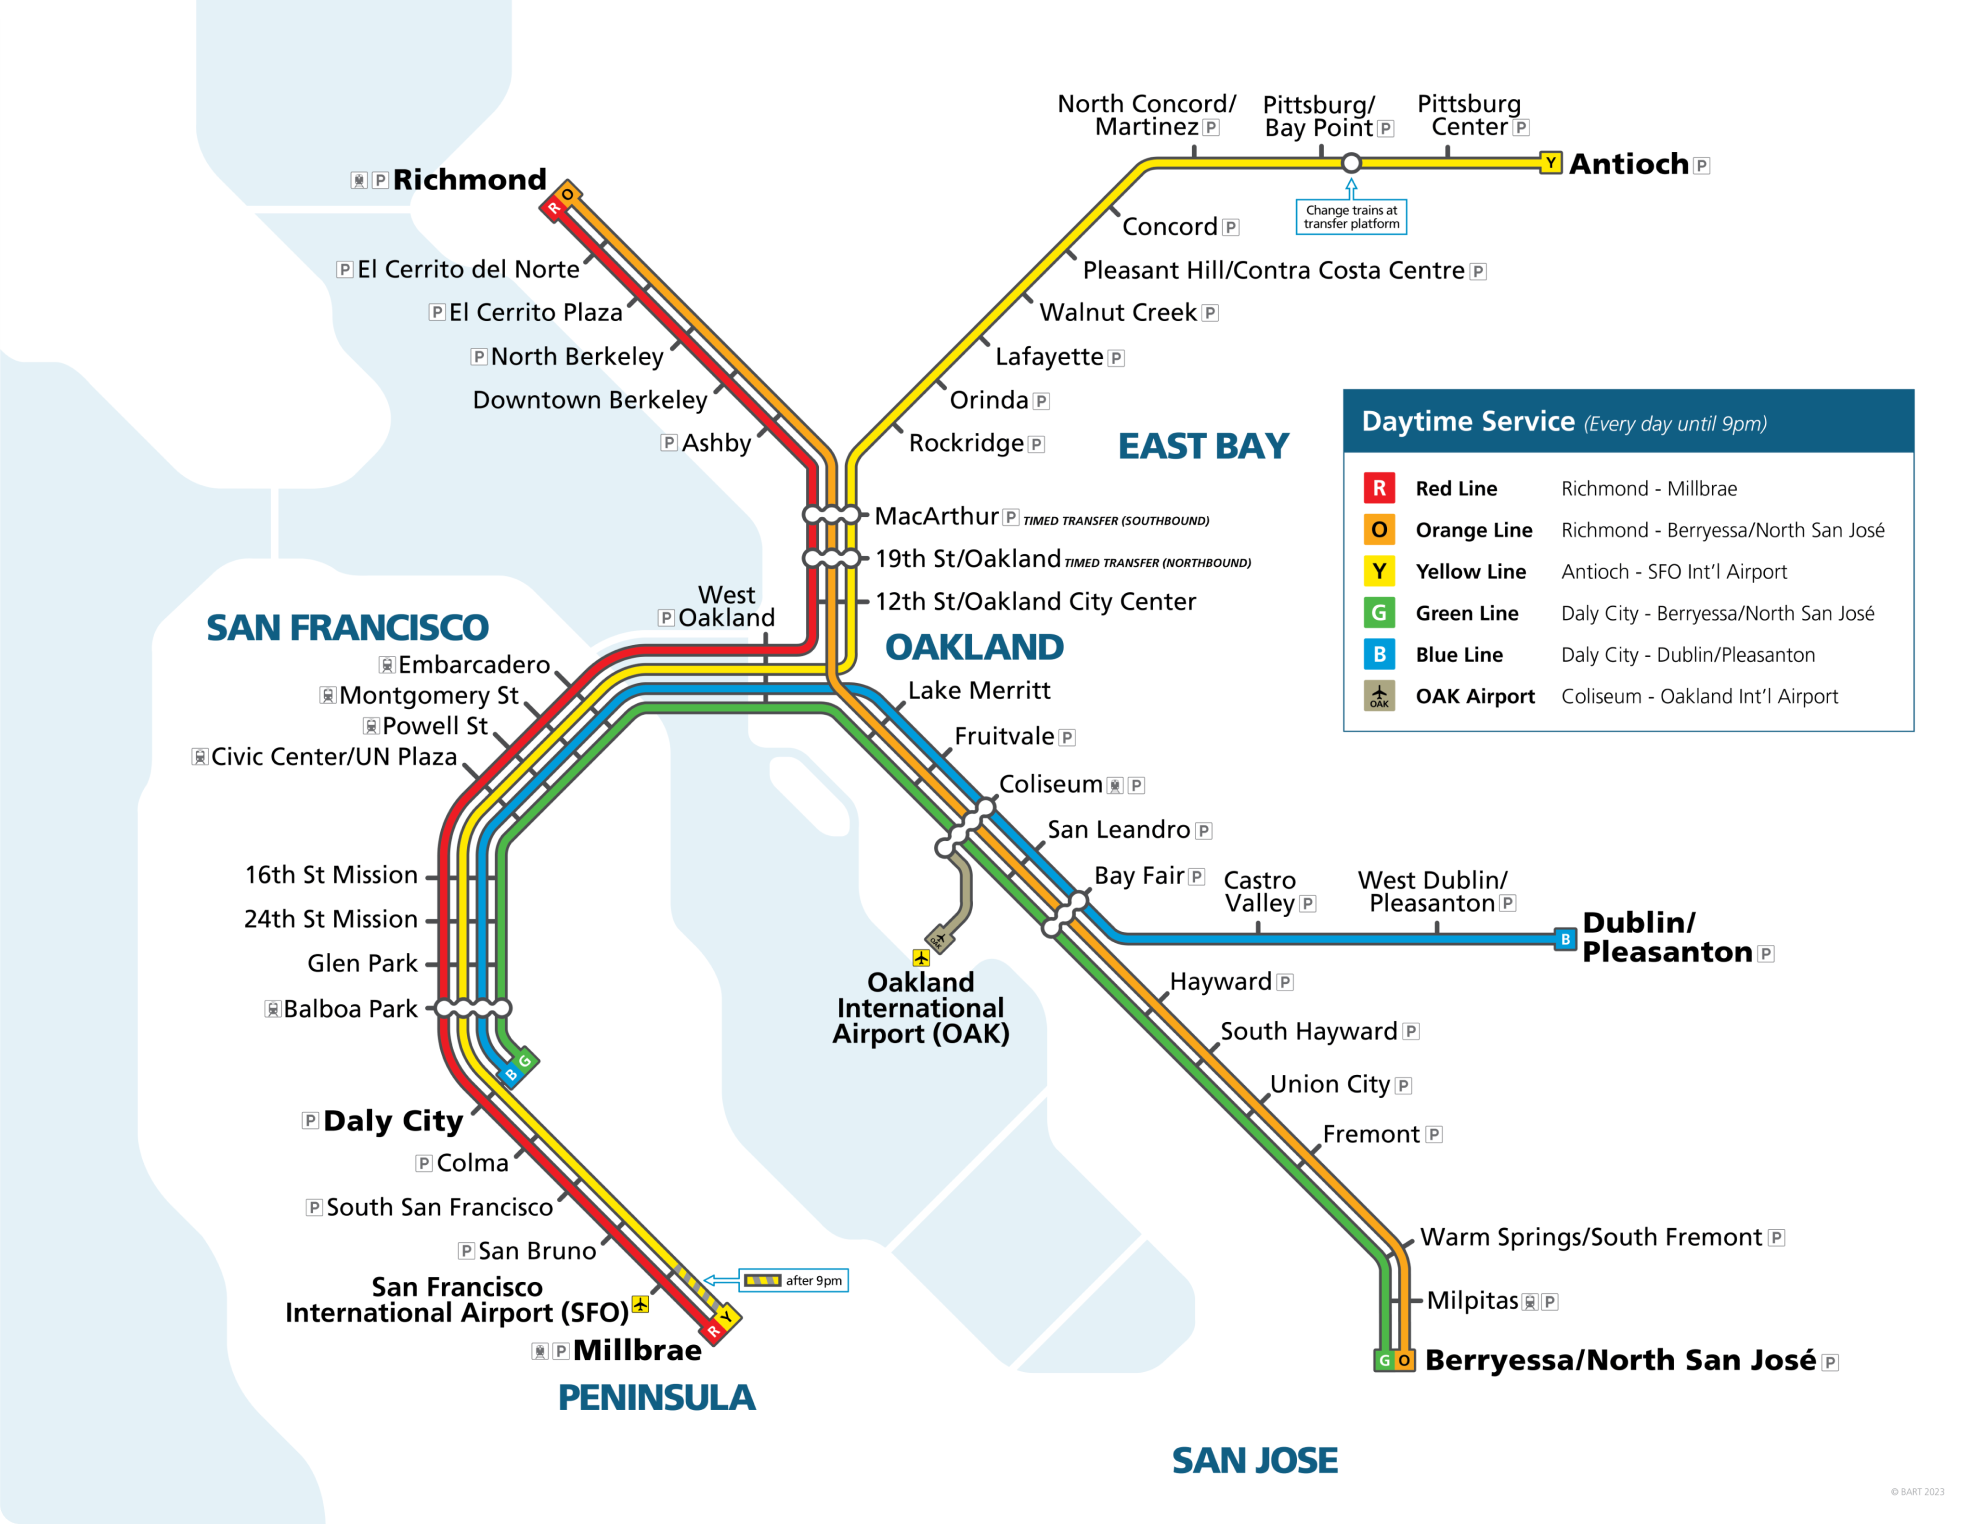 North Concord/
Martinez P
Pittsburg/
Bay Point P
Pittsburg
Center P
Y Antioch P
Change trains at
transfer platform
P Richmond
R O
Concord P
P El Cerrito del Norte
Pleasant Hill/Contra Costa Centre P
P El Cerrito Plaza
Walnut Creek P
P North Berkeley
Lafayette P
Downtown Berkeley
Orinda P
P Ashby
Rockridge P
EAST BAY
Daytime Service (Every day until 9pm)
R Red Line Richmond - Millbrae
O Orange Line Richmond - Berryessa/North San José
Y Yellow Line Antioch - SFO Int'l Airport
G Green Line Daly City - Berryessa/North San José
B Blue Line Daly City - Dublin/Pleasanton
OAK OAK Airport Coliseum - Oakland Int'l Airport
MacArthur P TIMED TRANSFER (SOUTHBOUND)
19th St/Oakland TIMED TRANSFER (NORTHBOUND)
12th St/Oakland City Center
West
P Oakland
SAN FRANCISCO
OAKLAND
Embarcadero
Montgomery St
Powell St
Civic Center/UN Plaza
Lake Merritt
Fruitvale P
Coliseum P
San Leandro P
Bay Fair P
Castro
Valley P
West Dublin/
Pleasanton P
B Dublin/
Pleasanton P
16th St Mission
24th St Mission
Glen Park
Balboa Park
OAK
Oakland
International
Airport (OAK)
Hayward P
South Hayward P
Union City P
Fremont P
B G
P Daly City
P Colma
P South San Francisco
P San Bruno
San Francisco
International Airport (SFO)
after 9pm
R Y
P Millbrae
PENINSULA
Warm Springs/South Fremont P
Milpitas P
G O Berryessa/North San José P
SAN JOSE
© BART 2023